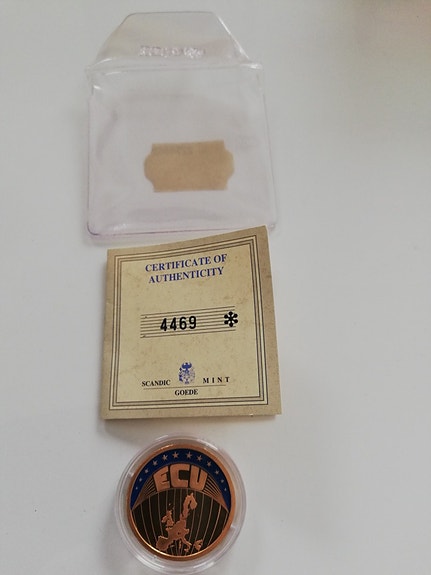 CERTIFICATE OF
AUTHENTICITY
4469
SCANDIC MINT
GOEDE
ECU